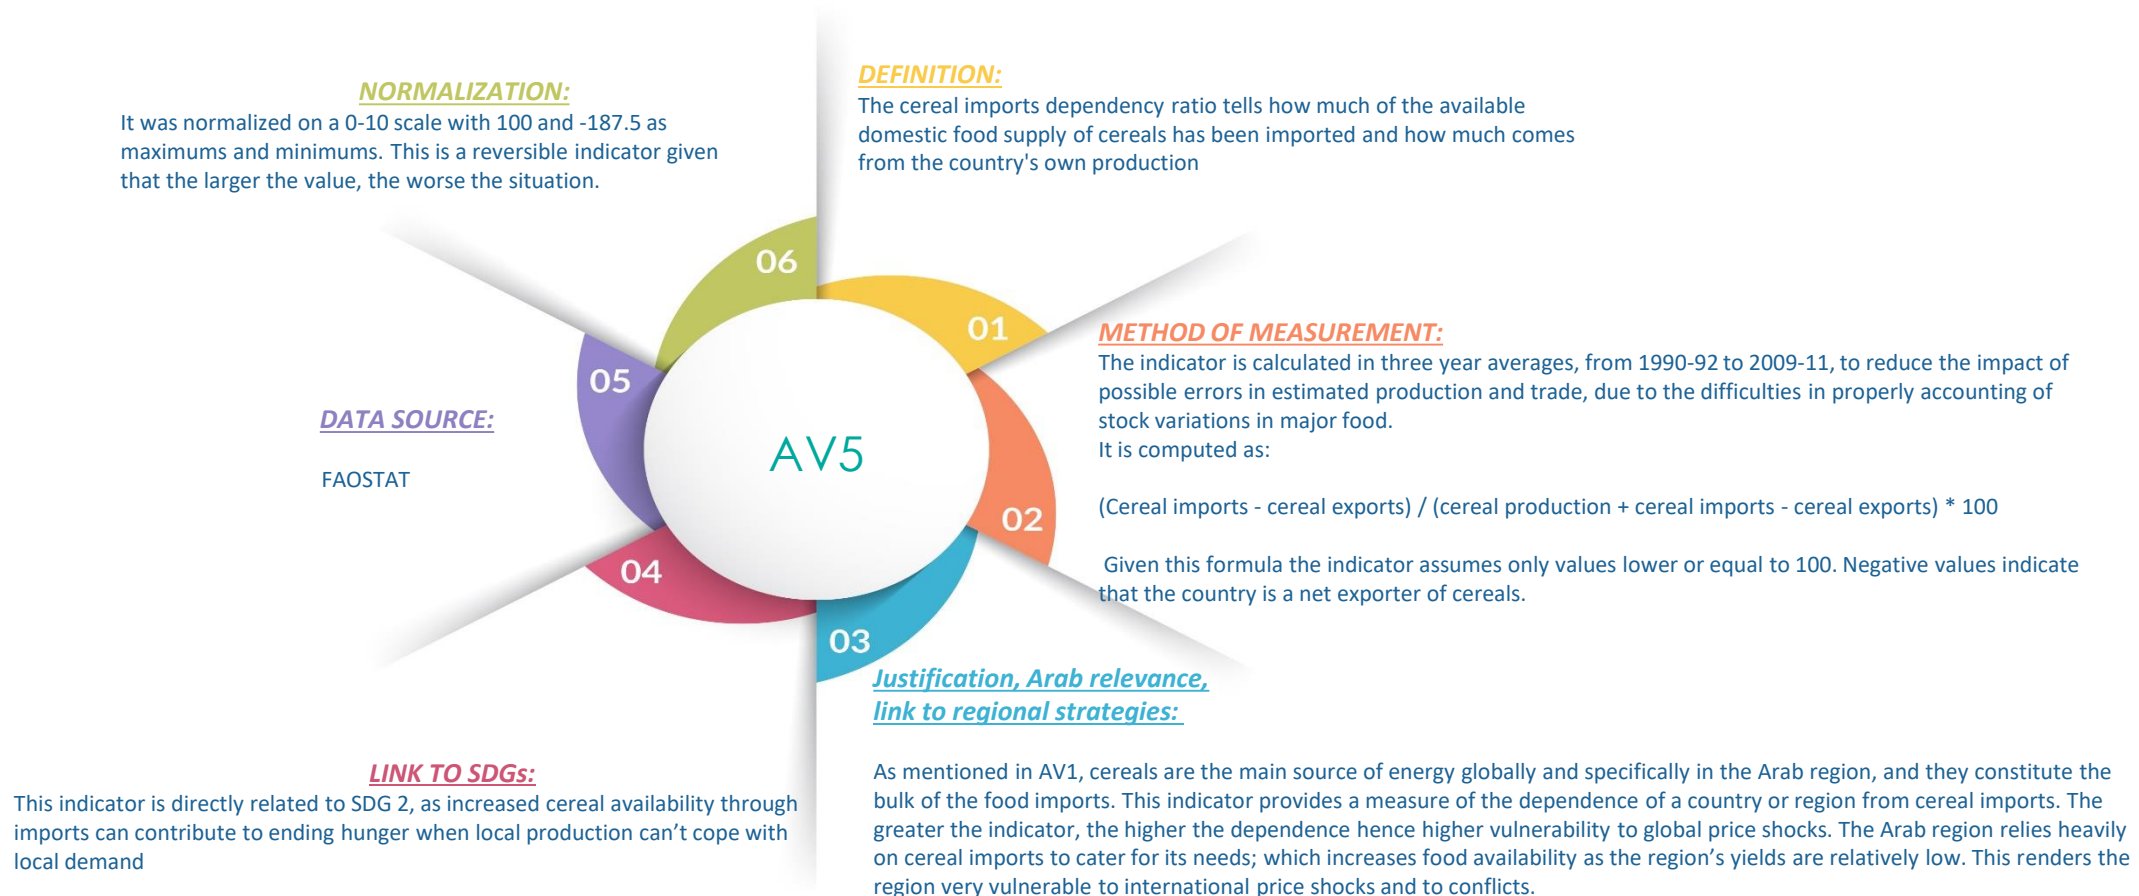 AV5
01
DEFINITION:
The cereal imports dependency ratio tells how much of the available
domestic food supply of cereals has been imported and how much comes
from the country's own production
02
METHOD OF MEASUREMENT:
The indicator is calculated in three year averages, from 1990-92 to 2009-11, to reduce the impact of
possible errors in estimated production and trade, due to the difficulties in properly accounting of
stock variations in major food.
It is computed as:
(Cereal imports - cereal exports) / (cereal production + cereal imports - cereal exports) * 100
Given this formula the indicator assumes only values lower or equal to 100. Negative values indicate
that the country is a net exporter of cereals.
03
Justification, Arab relevance,
link to regional strategies:
As mentioned in AV1, cereals are the main source of energy globally and specifically in the Arab region, and they constitute the
bulk of the food imports. This indicator provides a measure of the dependence of a country or region from cereal imports. The
greater the indicator, the higher the dependence hence higher vulnerability to global price shocks. The Arab region relies heavily
on cereal imports to cater for its needs; which increases food availability as the region’s yields are relatively low. This renders the
region very vulnerable to international price shocks and to conflicts.
04
LINK TO SDGs:
This indicator is directly related to SDG 2, as increased cereal availability through
imports can contribute to ending hunger when local production can’t cope with
local demand
05
DATA SOURCE:
FAOSTAT
06
NORMALIZATION:
It was normalized on a 0-10 scale with 100 and -187.5 as
maximums and minimums. This is a reversible indicator given
that the larger the value, the worse the situation.